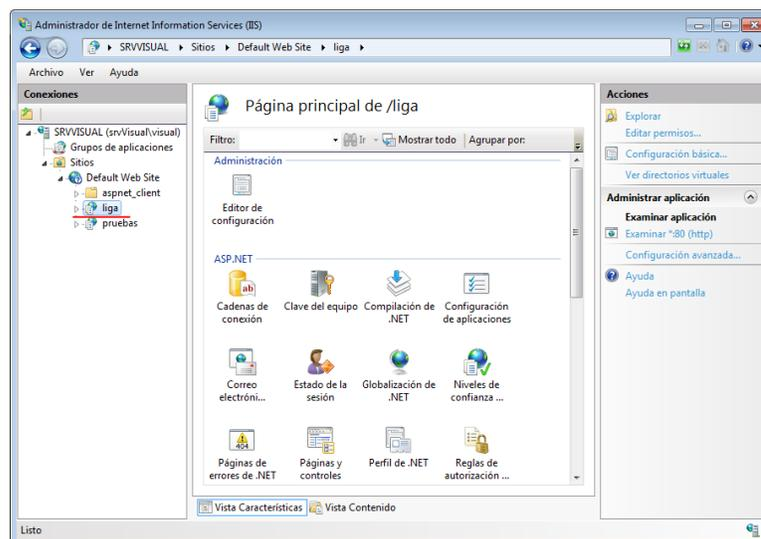 Administrador de Internet Information Services (IIS)
SRVVISUAL
Sitios
Default Web Site
liga
Archivo Ver Ayuda
Conexiones
SRVVISUAL (srvVisual\visual)
Grupos de aplicaciones
Sitios
Default Web Site
aspnet_client
liga
pruebas
Página principal de /liga
Filtro: Ir Mostrar todo Agrupar por:
Administración
Editor de
configuración
ASP.NET
Cadenas de
conexión
Clave del equipo
Compilación de
.NET
Configuración
de aplicaciones
Correo
electróni...
Estado de la
sesión
Globalización de
.NET
Niveles de
confianza ...
404
Páginas de
errores de .NET
Páginas y
controles
Perfil de .NET
Reglas de
autorización ...
Vista Características Vista Contenido
Acciones
Explorar
Editar permisos...
Configuración básica...
Ver directorios virtuales
Administrar aplicación
Examinar aplicación
Examinar *:80 (http)
Configuración avanzada...
Ayuda
Ayuda en pantalla
Listo